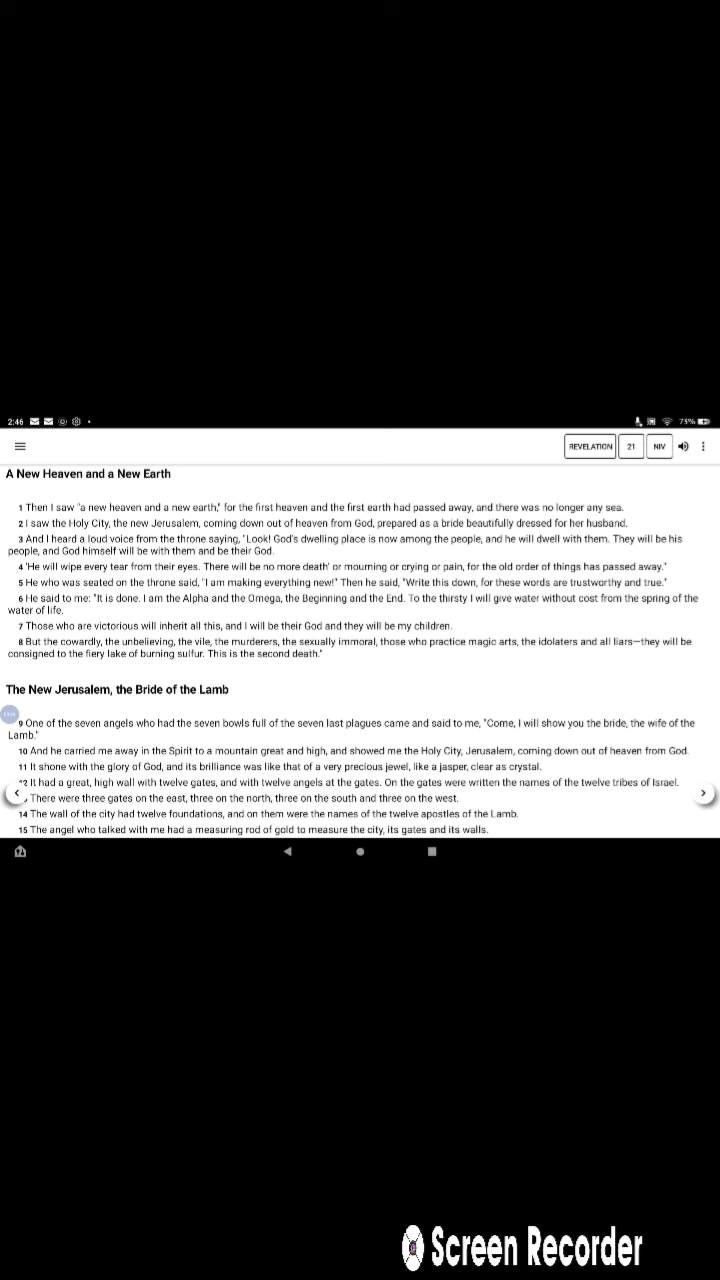 2:46
73%
REVELATION 21 NIV
A New Heaven and a New Earth
1 Then I saw "a new heaven and a new earth," for the first heaven and the first earth had passed away, and there was no longer any sea.
2 I saw the Holy City, the new Jerusalem, coming down out of heaven from God, prepared as a bride beautifully dressed for her husband.
3 And I heard a loud voice from the throne saying, "Look! God's dwelling place is now among the people, and he will dwell with them. They will be his
people, and God himself will be with them and be their God.
4 'He will wipe every tear from their eyes. There will be no more death' or mourning or crying or pain, for the old order of things has passed away."
5 He who was seated on the throne said, "I am making everything new!" Then he said, "Write this down, for these words are trustworthy and true."
6 He said to me: "It is done. I am the Alpha and the Omega, the Beginning and the End. To the thirsty I will give water without cost from the spring of the
water of life.
7 Those who are victorious will inherit all this, and I will be their God and they will be my children.
8 But the cowardly, the unbelieving, the vile, the murderers, the sexually immoral, those who practice magic arts, the idolaters and all liars—they will be
consigned to the fiery lake of burning sulfur. This is the second death."
The New Jerusalem, the Bride of the Lamb
9 One of the seven angels who had the seven bowls full of the seven last plagues came and said to me, "Come, I will show you the bride, the wife of the
Lamb."
10 And he carried me away in the Spirit to a mountain great and high, and showed me the Holy City, Jerusalem, coming down out of heaven from God.
11 It shone with the glory of God, and its brilliance was like that of a very precious jewel, like a jasper, clear as crystal.
It had a great, high wall with twelve gates, and with twelve angels at the gates. On the gates were written the names of the twelve tribes of Israel.
There were three gates on the east, three on the north, three on the south and three on the west.
14 The wall of the city had twelve foundations, and on them were the names of the twelve apostles of the Lamb.
15 The angel who talked with me had a measuring rod of gold to measure the city, its gates and its walls.
Screen Recorder